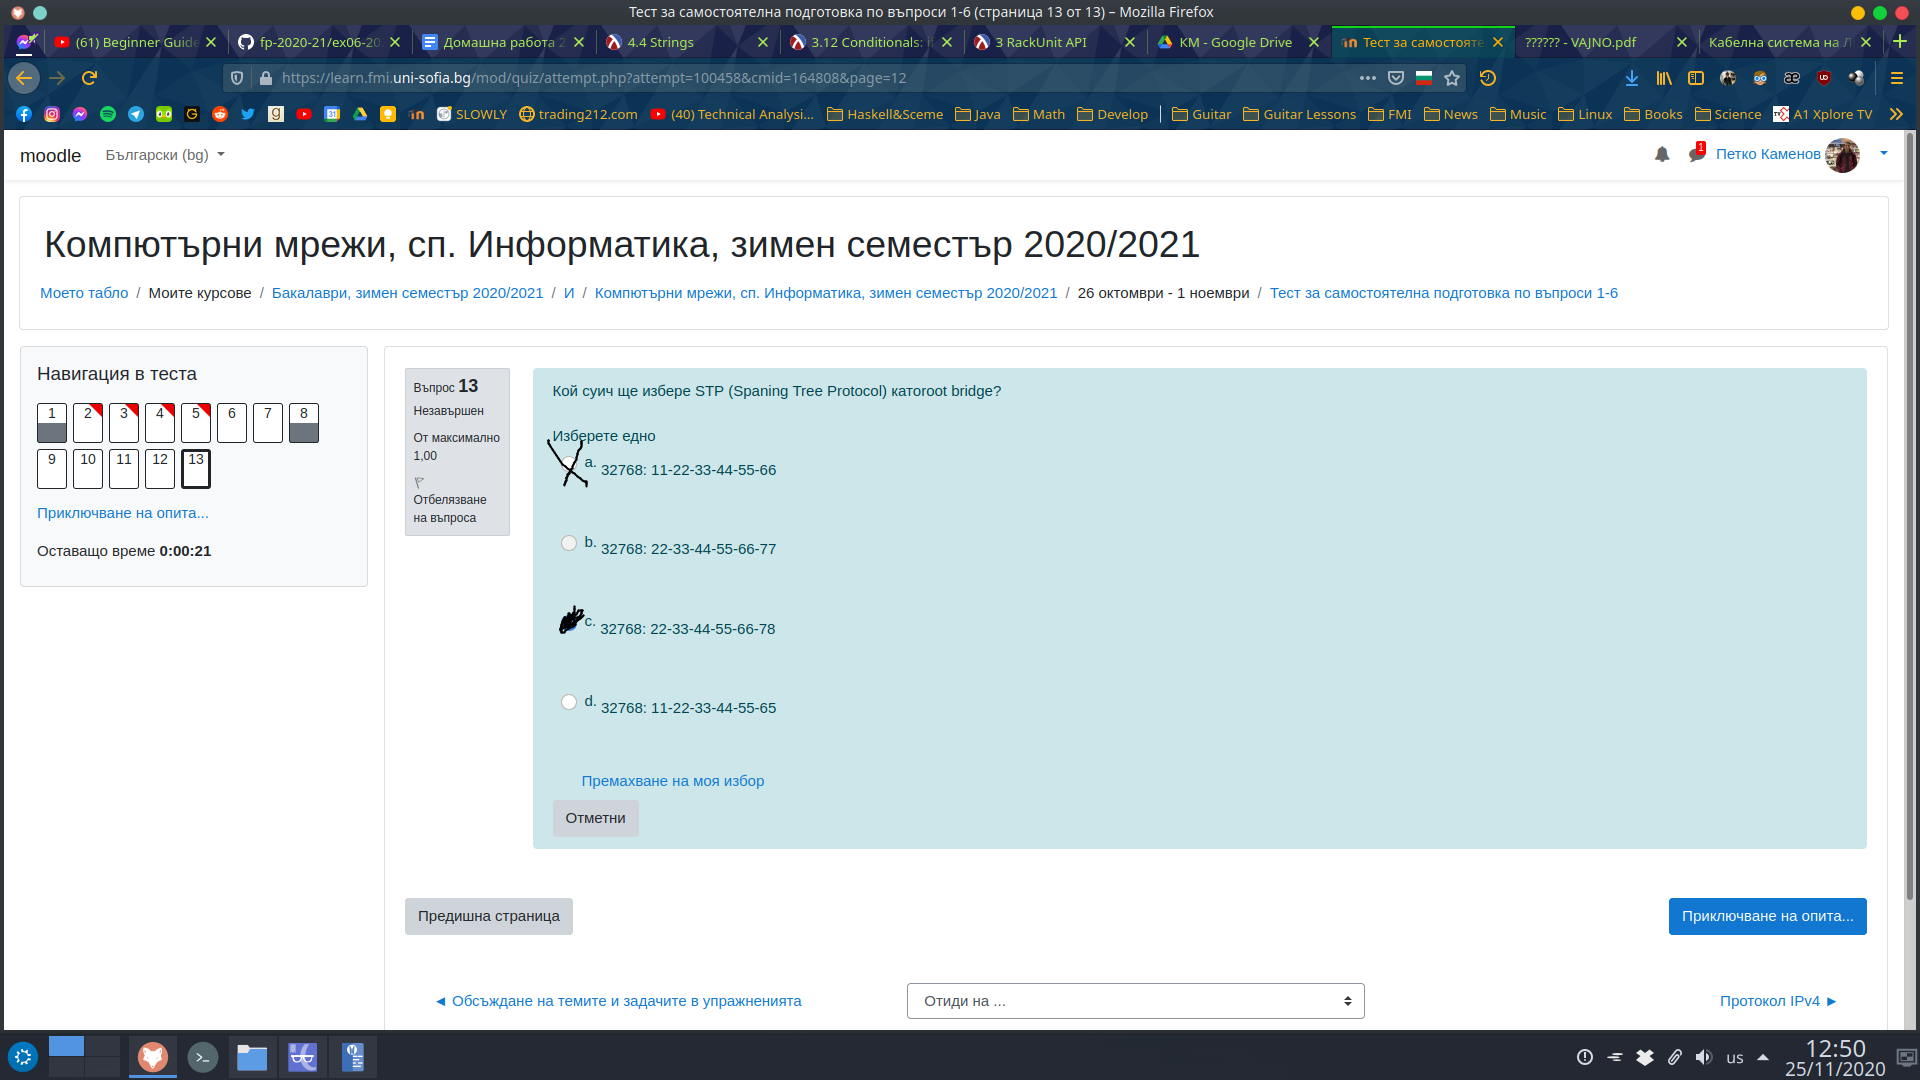 Тест за самостоятелна подготовка по въпроси 1-6 (страница 13 от 13) – Mozilla Firefox
(61) Beginner Guide
fp-2020-21/ex06-20
Домашна работа 2
4.4 Strings
3.12 Conditionals: i
3 RackUnit API
КМ - Google Drive
Тест за самостояте
?????? - VAJNO.pdf
Кабелна система на Л
https://learn.fmi.uni-sofia.bg/mod/quiz/attempt.php?attempt=100458&cmid=164808&page=12
SLOWLY
trading212.com
(40) Technical Analysi...
Haskell&Sceme
Java
Math
Develop
Guitar
Guitar Lessons
FMI
News
Music
Linux
Books
Science
A1 Xplore TV
moodle
Български (bg)
1
Петко Каменов
Компютърни мрежи, сп. Информатика, зимен семестър 2020/2021
Моето табло / Моите курсове / Бакалаври, зимен семестър 2020/2021 / И / Компютърни мрежи, сп. Информатика, зимен семестър 2020/2021 / 26 октомври - 1 ноември / Тест за самостоятелна подготовка по въпроси 1-6
Навигация в теста
1 2 3 4 5 6 7 8
9 10 11 12 13
Приключване на опита...
Оставащо време 0:00:21
Въпрос 13
Незавършен
От максимално
1,00
Отбелязване
на въпроса
Кой суич ще избере STP (Spaning Tree Protocol) катоroot bridge?
Изберете едно
a. 32768: 11-22-33-44-55-66
b. 32768: 22-33-44-55-66-77
c. 32768: 22-33-44-55-66-78
d. 32768: 11-22-33-44-55-65
Премахване на моя избор
Отметни
Предишна страница
Приключване на опита...
◄ Обсъждане на темите и задачите в упражненията
Отиди на ...
Протокол IPv4 ►
us
12:50
25/11/2020